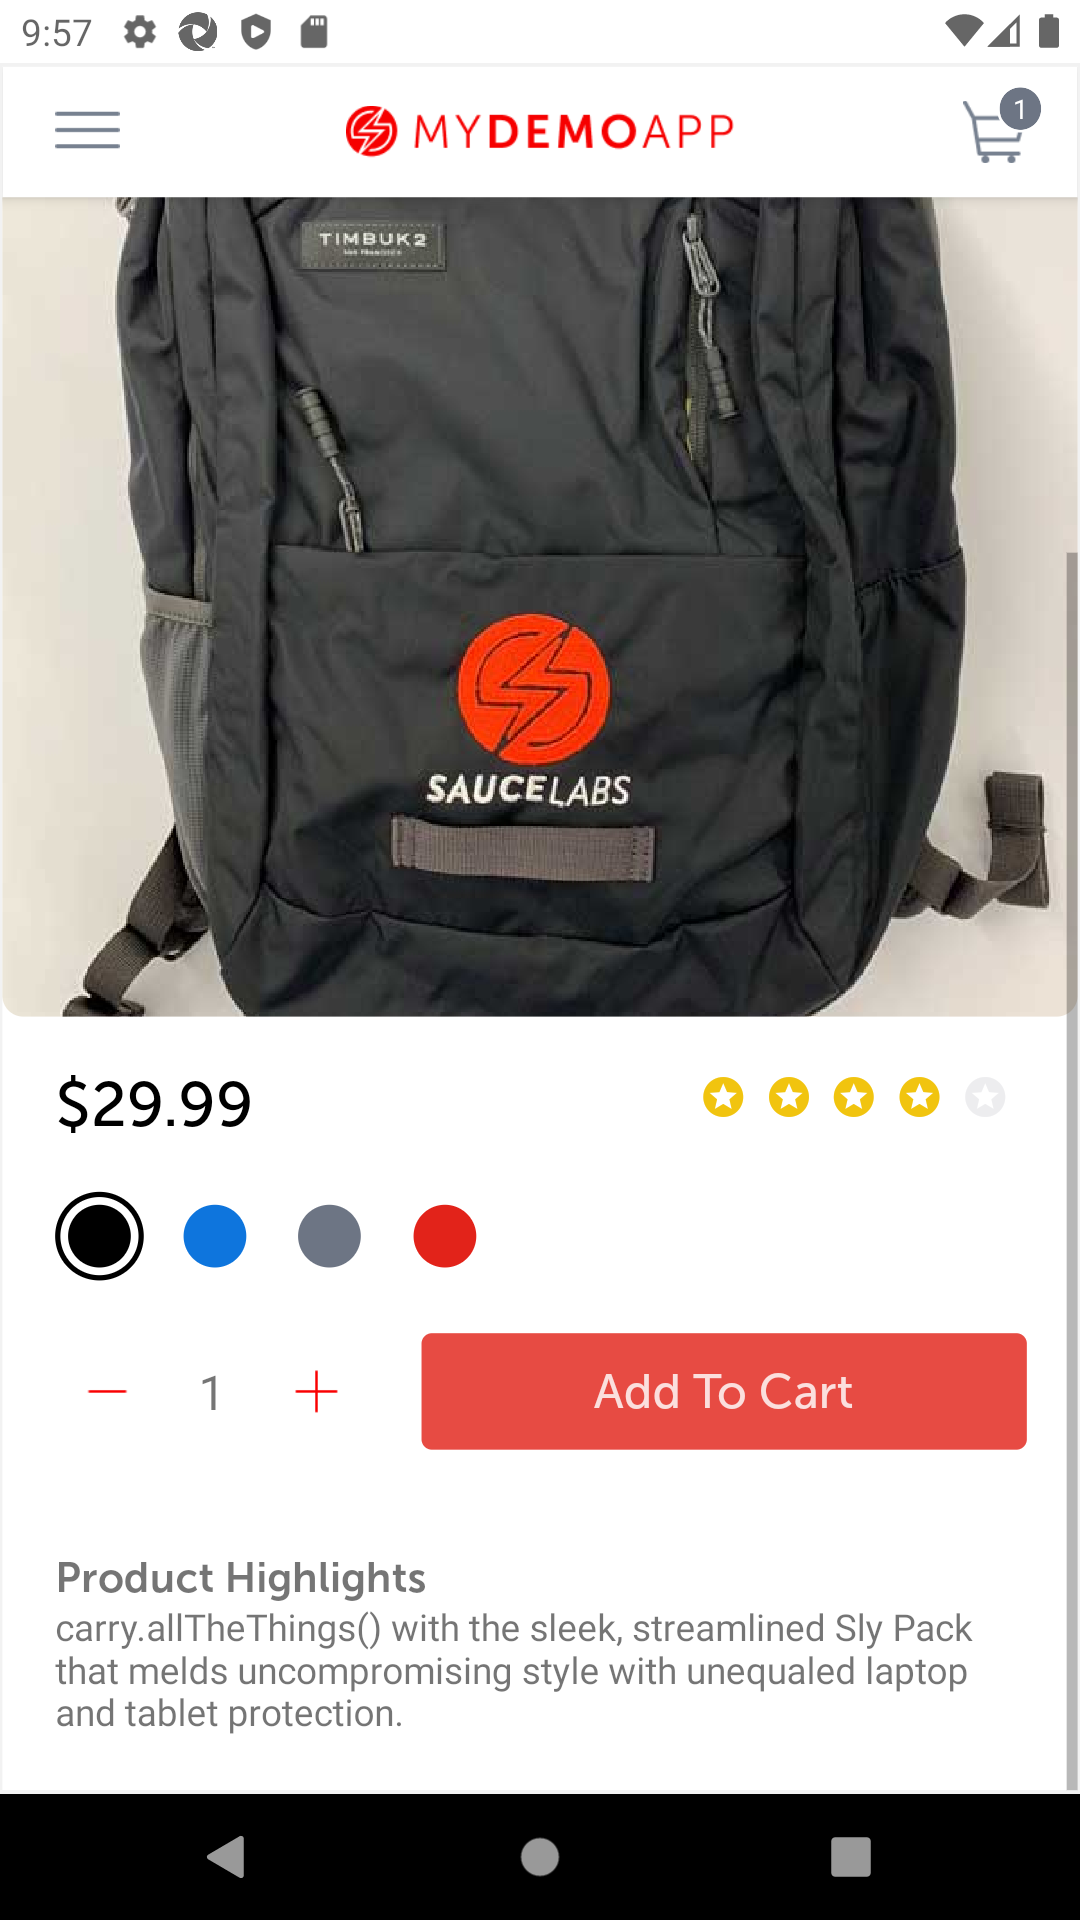 9:57
MYDEMOAPP
1
TIMBUK2
SAUCELABS
$29.99
1
Add To Cart
Product Highlights
carry.allTheThings() with the sleek, streamlined Sly Pack
that melds uncompromising style with unequaled laptop
and tablet protection.